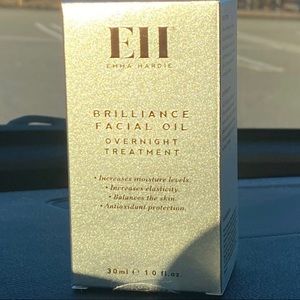 EH
EMMA HARDIE
BRILLIANCE
FACIAL OIL
OVERNIGHT
TREATMENT
• Increases moisture levels.
• Increases elasticity.
• Balances the skin.
• Antioxidant protection.
30ml ℮ 1.0 fl.oz.